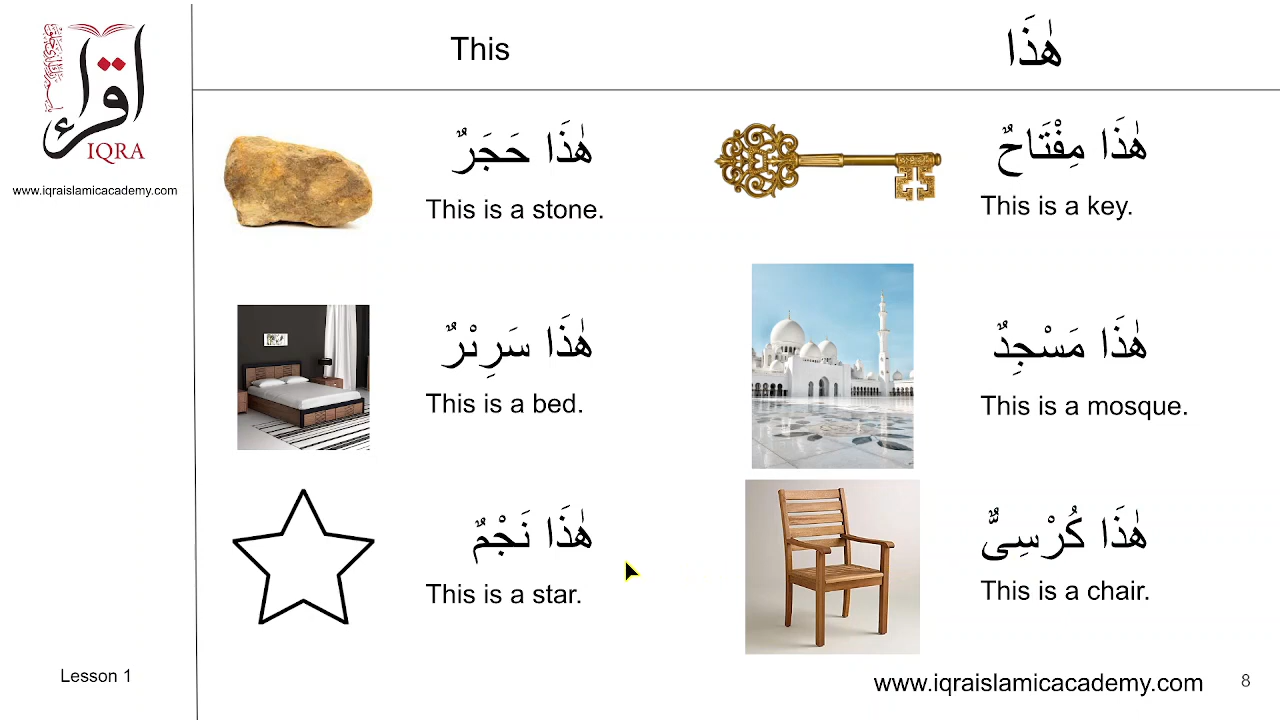 اقرأ
IQRA
www.iqraislamicacademy.com
This
هٰذَا
هٰذَا حَجَرٌ
This is a stone.
هٰذَا مِفْتَاحٌ
This is a key.
هٰذَا سَرِىْرٌ
This is a bed.
هٰذَا مَسْجِدٌ
This is a mosque.
هٰذَا نَجْمٌ
This is a star.
هٰذَا كُرْسِىٌّ
This is a chair.
Lesson 1
www.iqraislamicacademy.com
8